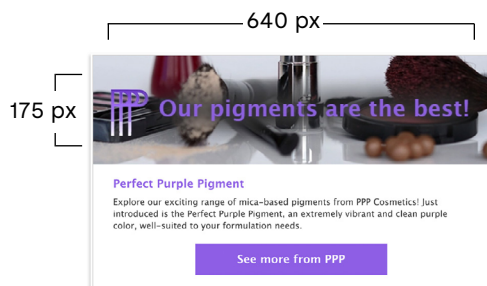 640 px
175 px
PPP
Our pigments are the best!
Perfect Purple Pigment
Explore our exciting range of mica-based pigments from PPP Cosmetics! Just
introduced is the Perfect Purple Pigment, an extremely vibrant and clean purple
color, well-suited to your formulation needs.
See more from PPP